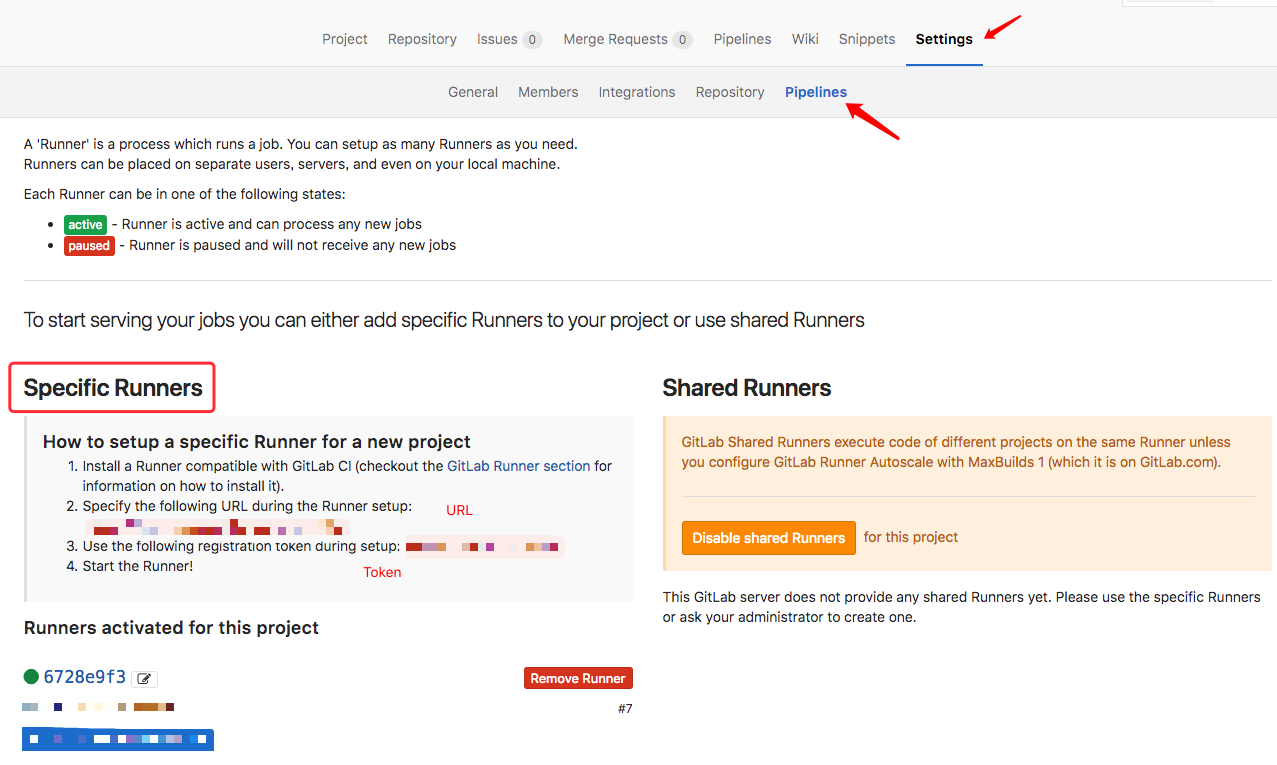 Project Repository Issues 0 Merge Requests 0 Pipelines Wiki Snippets Settings
General Members Integrations Repository Pipelines
A 'Runner' is a process which runs a job. You can setup as many Runners as you need.
Runners can be placed on separate users, servers, and even on your local machine.
Each Runner can be in one of the following states:
active - Runner is active and can process any new jobs
paused - Runner is paused and will not receive any new jobs
To start serving your jobs you can either add specific Runners to your project or use shared Runners
Specific Runners
How to setup a specific Runner for a new project
1. Install a Runner compatible with GitLab CI (checkout the GitLab Runner section for
information on how to install it).
2. Specify the following URL during the Runner setup:
URL
3. Use the following registration token during setup:
4. Start the Runner!
Token
Runners activated for this project
6728e9f3
Remove Runner
#7
Shared Runners
GitLab Shared Runners execute code of different projects on the same Runner unless
you configure GitLab Runner Autoscale with MaxBuilds 1 (which it is on GitLab.com).
Disable shared Runners for this project
This GitLab server does not provide any shared Runners yet. Please use the specific Runners
or ask your administrator to create one.